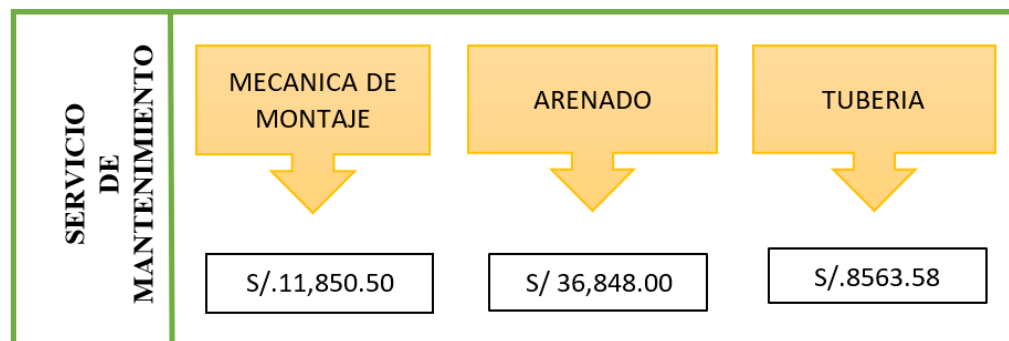 SERVICIO
DE
MANTENIMIENTO
MECANICA DE
MONTAJE
ARENADO
TUBERIA
S/.11,850.50
S/ 36,848.00
S/.8563.58